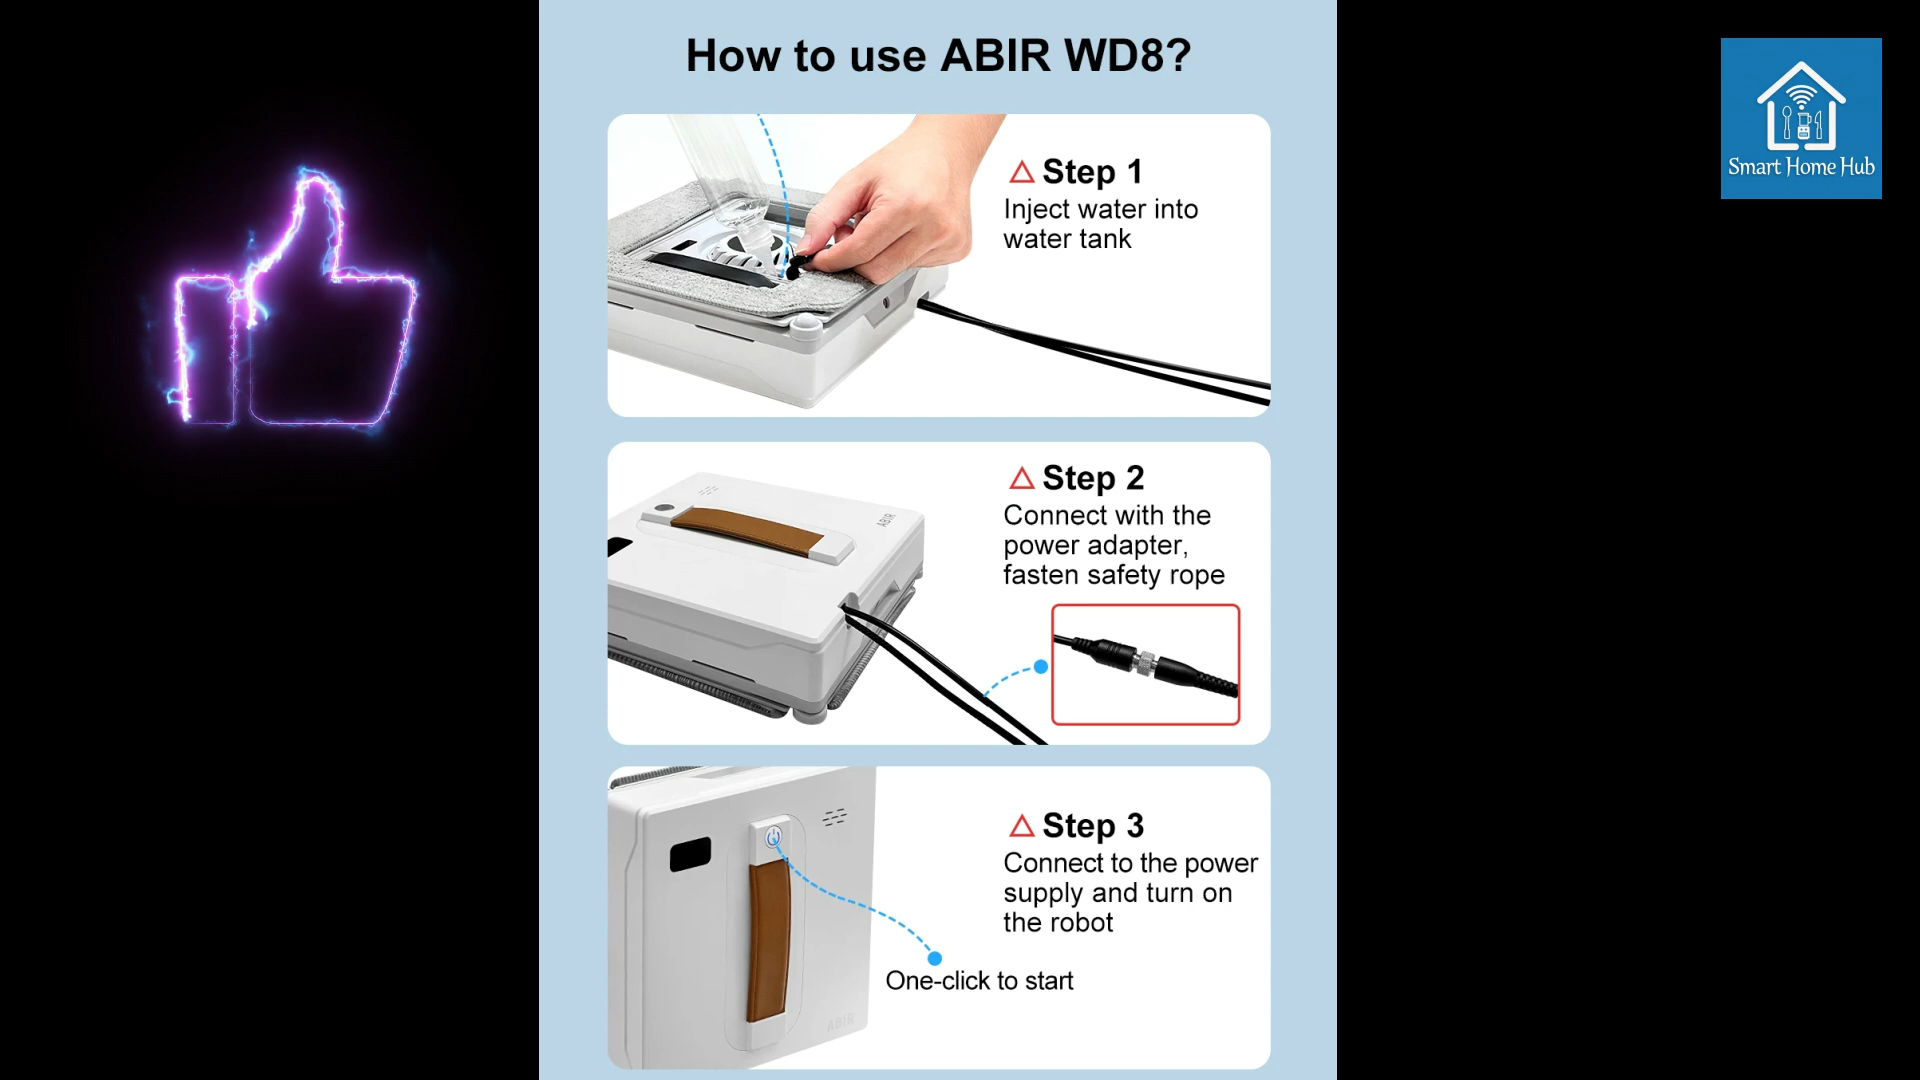 How to use ABIR WD8?
Smart Home Hub
Step 1
Inject water into
water tank
Step 2
Connect with the
power adapter,
fasten safety rope
ABIR
Step 3
Connect to the power
supply and turn on
the robot
One-click to start
ABIR